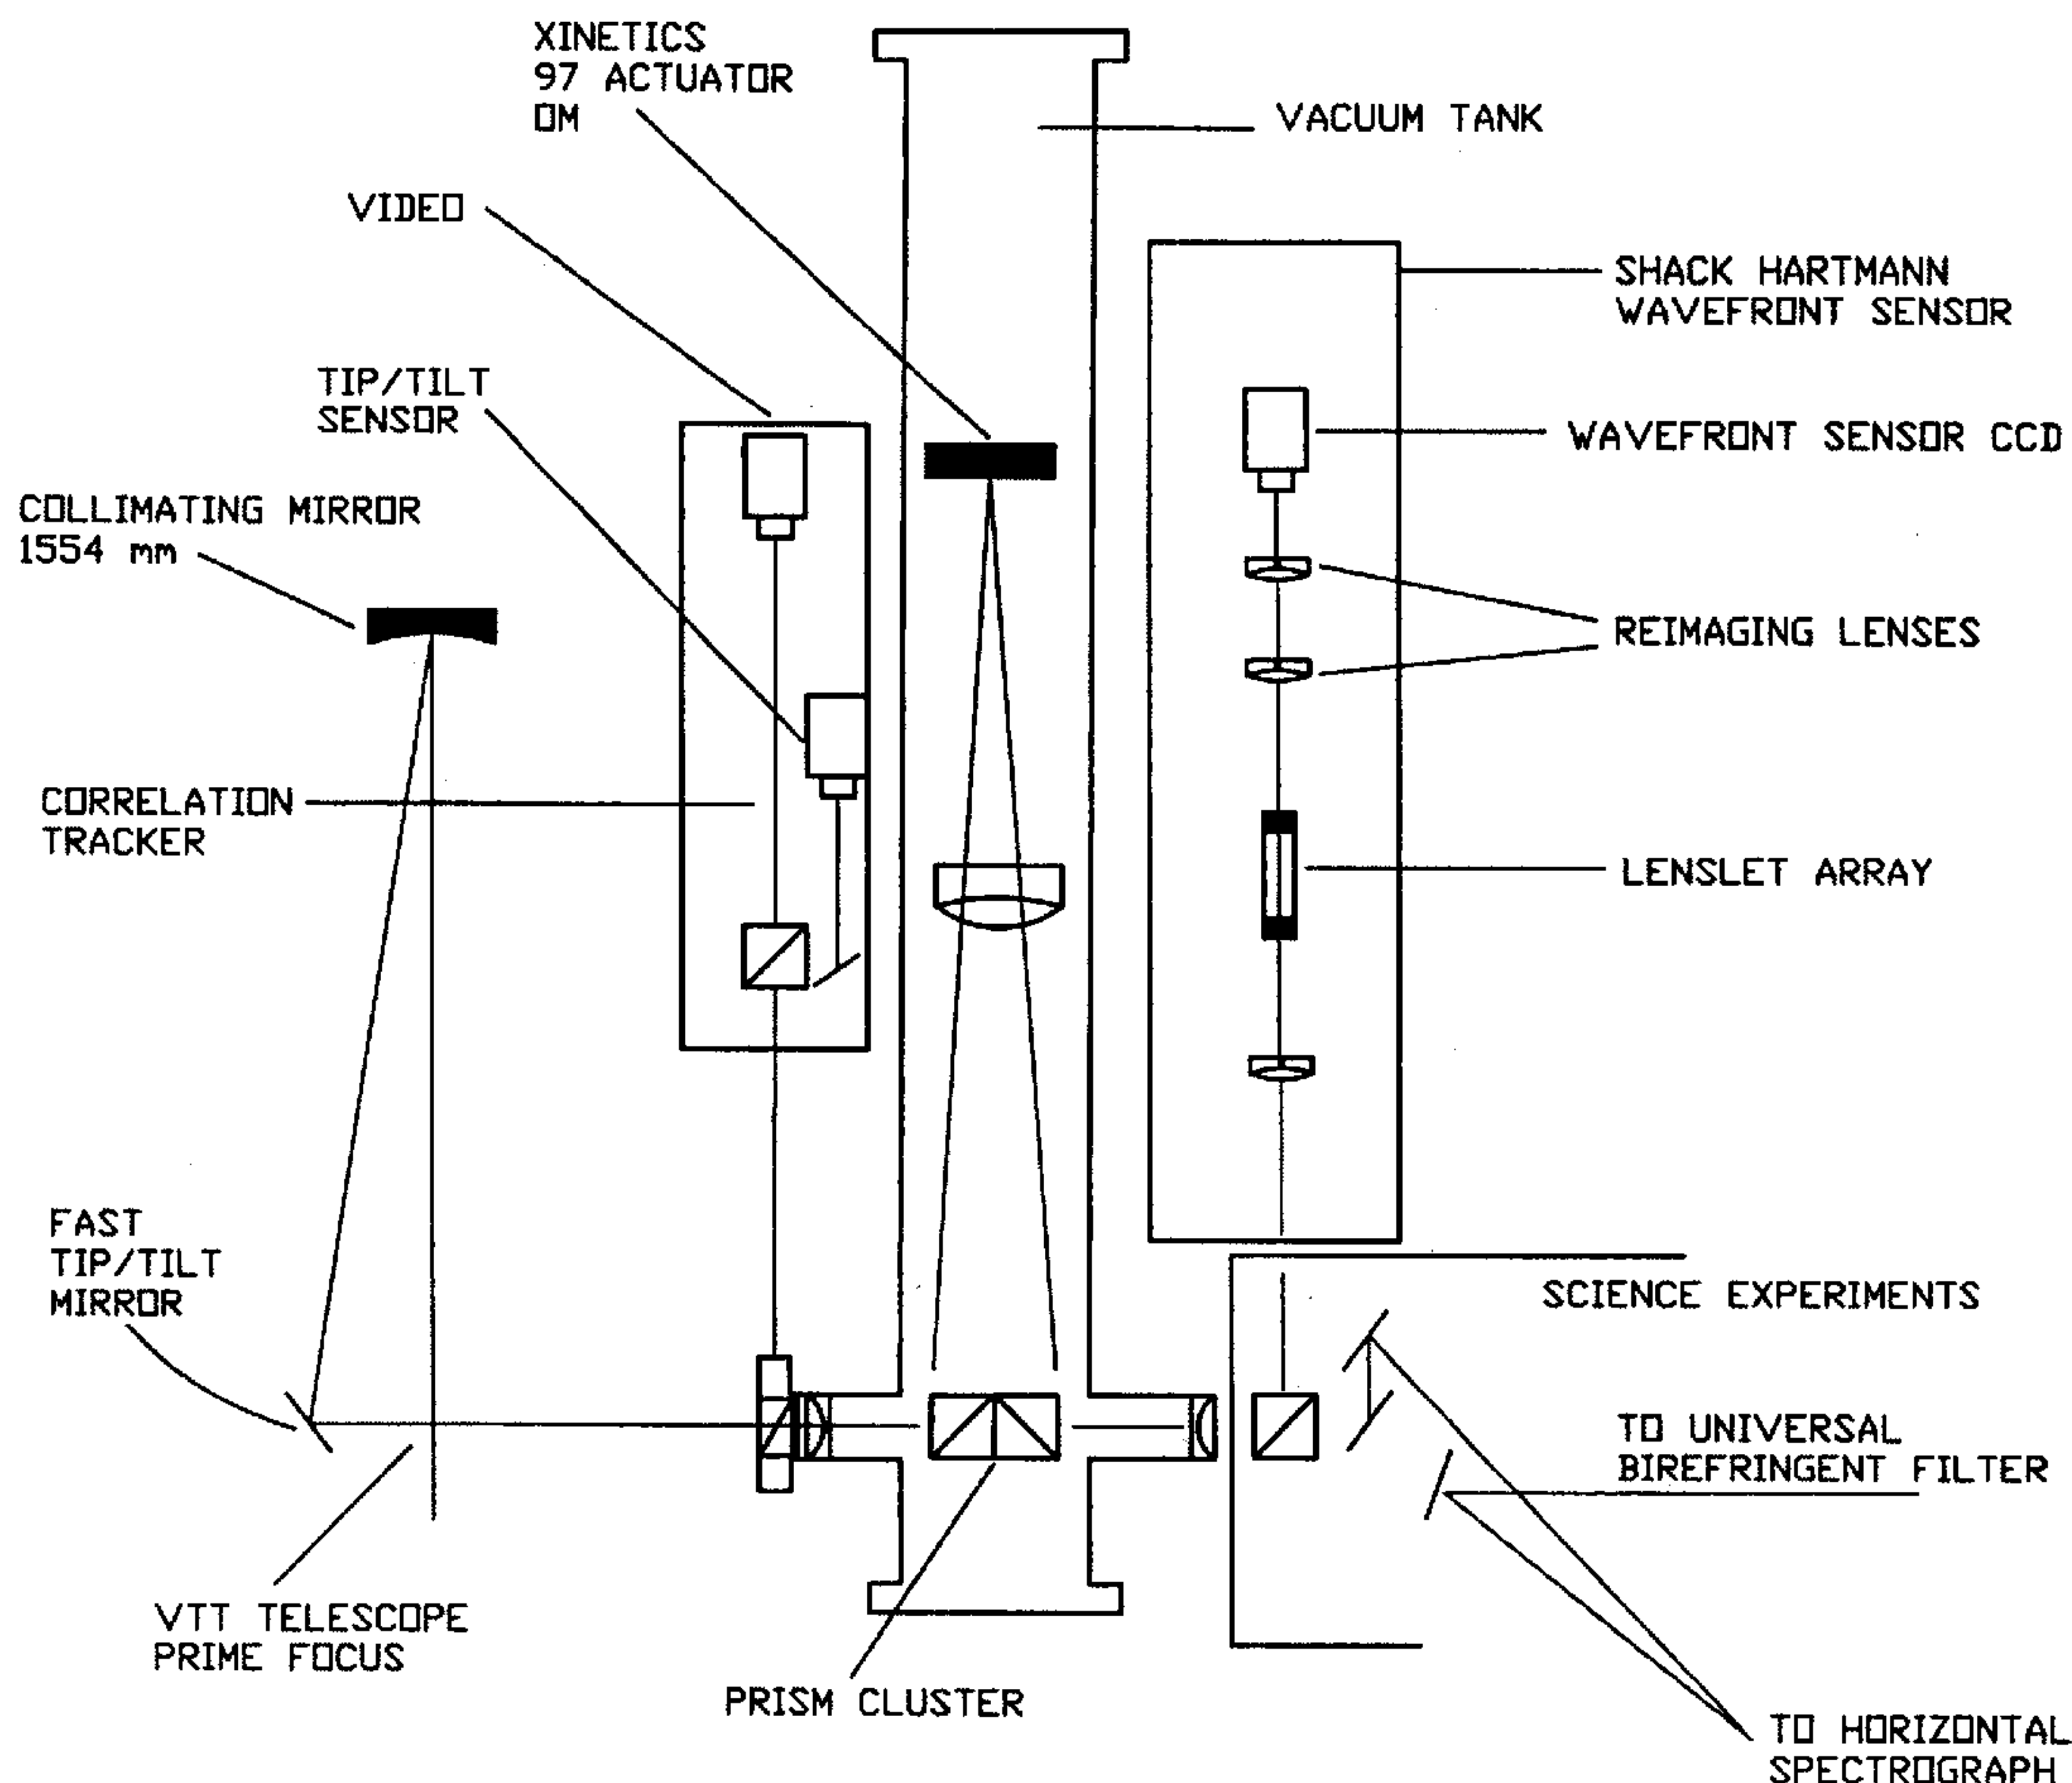 XINETICS
97 ACTUATOR
DM
VACUUM TANK
VIDEO
SHACK HARTMANN
WAVEFRONT SENSOR
TIP/TILT
SENSOR
WAVEFRONT SENSOR CCD
COLLIMATING MIRROR
1554 mm
REIMAGING LENSES
CORRELATION
TRACKER
LENSLET ARRAY
FAST
TIP/TILT
MIRROR
SCIENCE EXPERIMENTS
TO UNIVERSAL
BIREFRINGENT FILTER
VTT TELESCOPE
PRIME FOCUS
PRISM CLUSTER
TO HORIZONTAL
SPECTROGRAPH